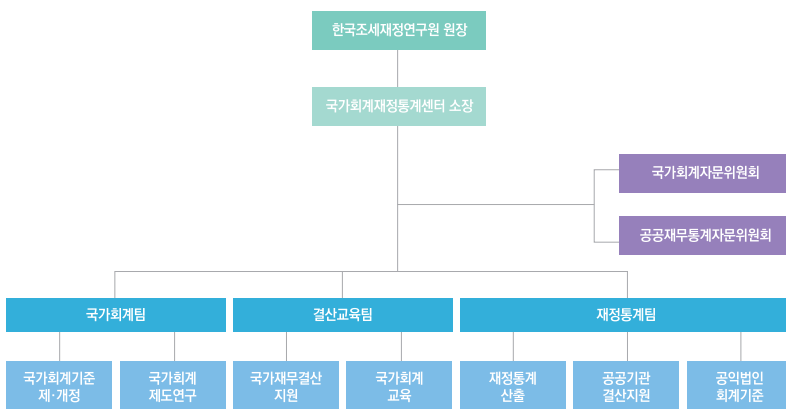 한국조세재정연구원 원장
국가회계재정통계센터 소장
국가회계자문위원회
공공재무통계자문위원회
국가회계팀
결산교육팀
재정통계팀
국가회계기준
제·개정
국가회계
제도연구
국가재무결산
지원
국가회계
교육
재정통계
산출
공공기관
결산지원
공익법인
회계기준